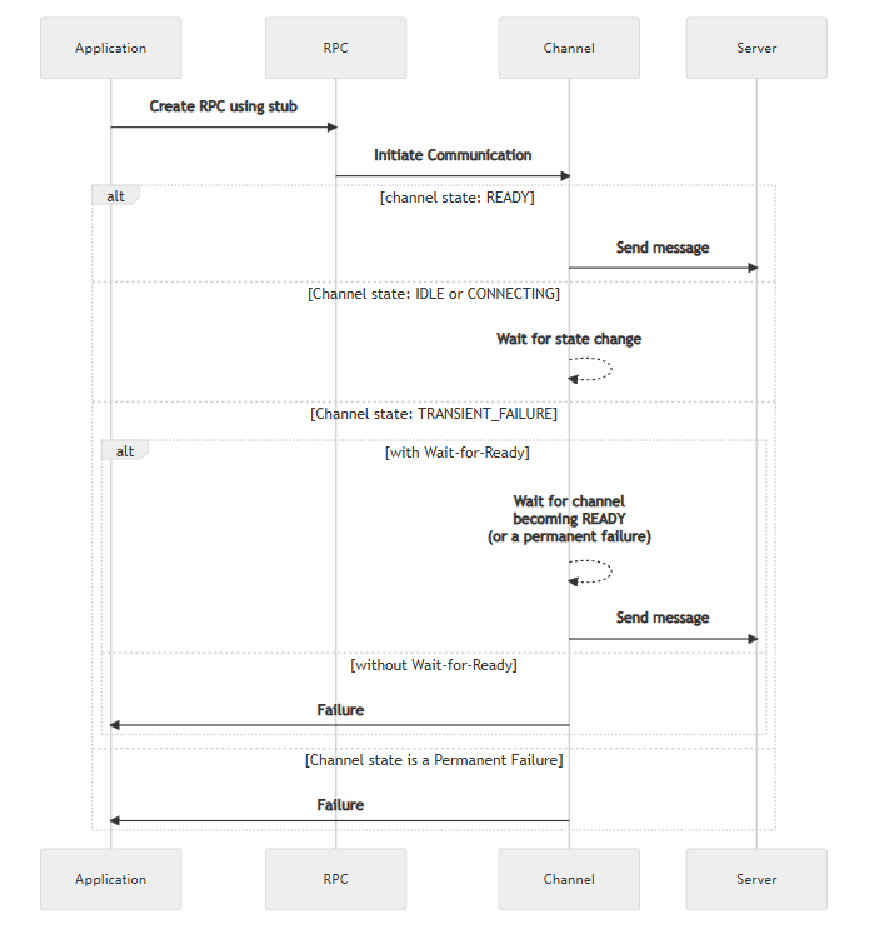 Application RPC Channel Server
Create RPC using stub
Initiate Communication
alt [channel state: READY]
Send message
[Channel state: IDLE or CONNECTING]
Wait for state change
[Channel state: TRANSIENT_FAILURE]
alt [with Wait-for-Ready]
Wait for channel
becoming READY
(or a permanent failure)
Send message
[without Wait-for-Ready]
Failure
[Channel state is a Permanent Failure]
Failure
Application RPC Channel Server